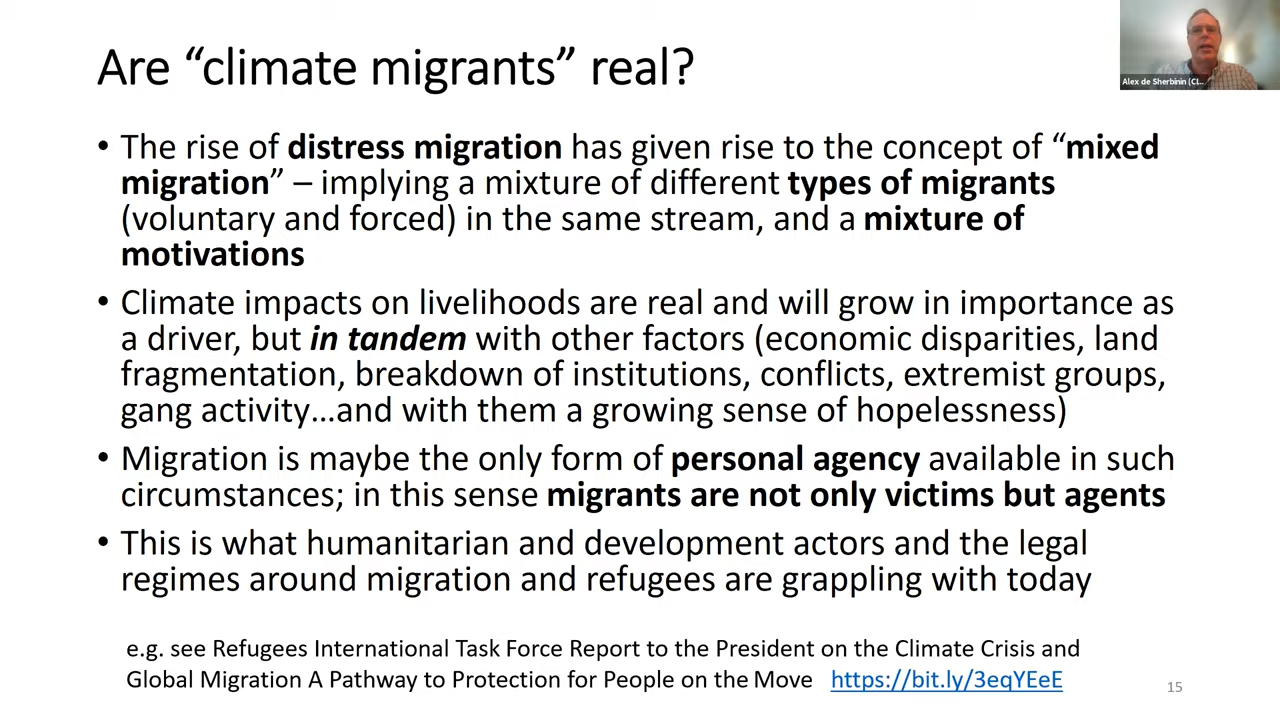 Are “climate migrants” real?
Alex de Sherbinin (CI...
• The rise of distress migration has given rise to the concept of “mixed
migration” – implying a mixture of different types of migrants
(voluntary and forced) in the same stream, and a mixture of
motivations
• Climate impacts on livelihoods are real and will grow in importance as
a driver, but in tandem with other factors (economic disparities, land
fragmentation, breakdown of institutions, conflicts, extremist groups,
gang activity…and with them a growing sense of hopelessness)
• Migration is maybe the only form of personal agency available in such
circumstances; in this sense migrants are not only victims but agents
• This is what humanitarian and development actors and the legal
regimes around migration and refugees are grappling with today
e.g. see Refugees International Task Force Report to the President on the Climate Crisis and
Global Migration A Pathway to Protection for People on the Move https://bit.ly/3eqYEeE
15